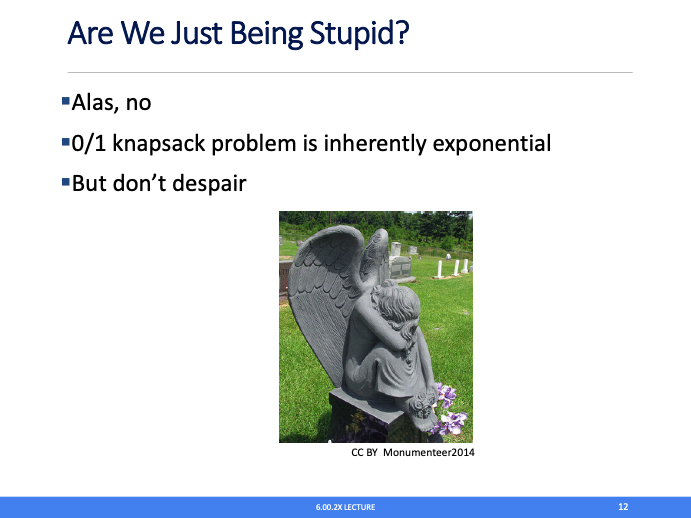 Are We Just Being Stupid?
▪Alas, no
▪0/1 knapsack problem is inherently exponential
▪But don’t despair
CC BY Monumenteer2014
6.00.2X LECTURE
12